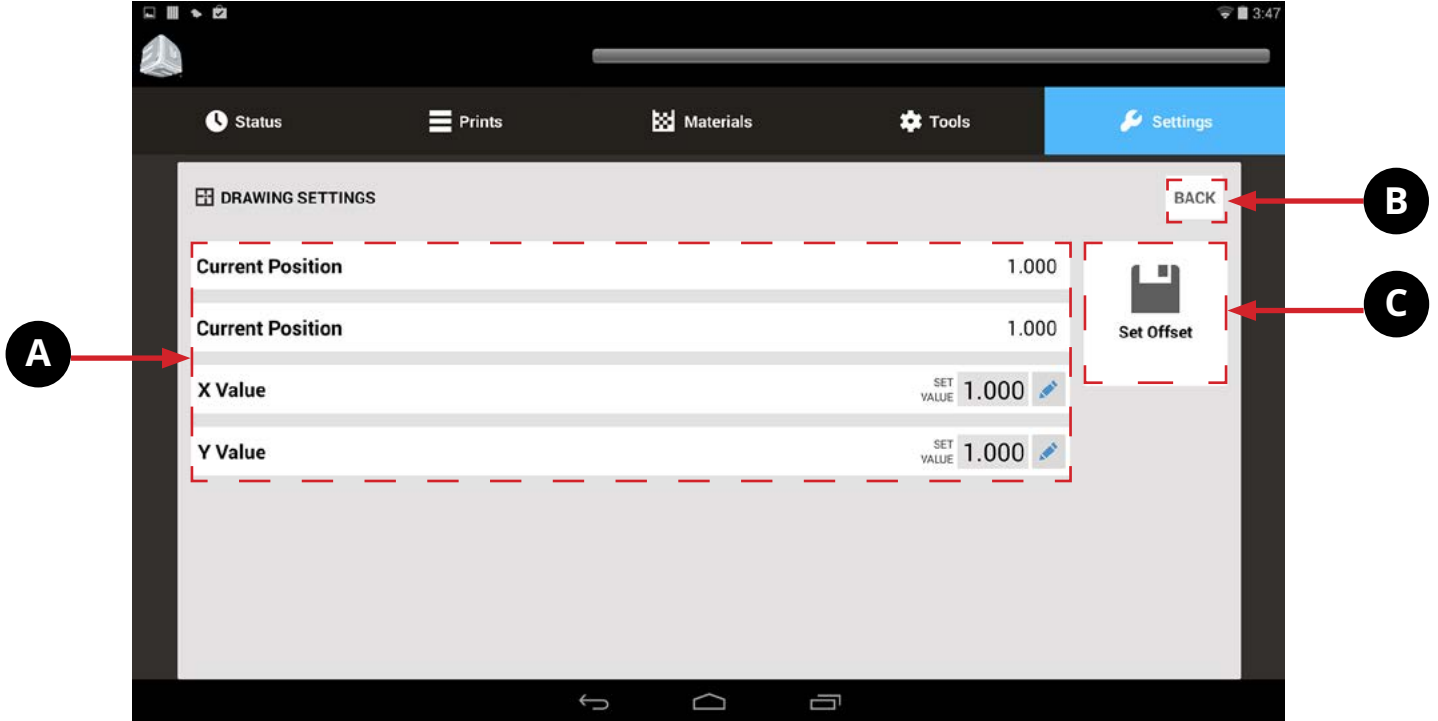 3:47
Status
Prints
Materials
Tools
Settings
DRAWING SETTINGS
BACK
B
Current Position 1.000
Set Offset
C
Current Position 1.000
A
X Value SET VALUE 1.000
Y Value SET VALUE 1.000